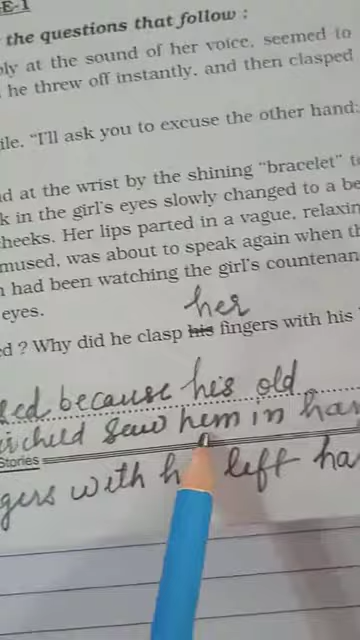 E-1
the questions that follow :
bly at the sound of her voice, seemed to
he threw off instantly, and then clasped
ile. "I'll ask you to excuse the other hand;
d at the wrist by the shining "bracelet" t
k in the girl's eyes slowly changed to a be
cheeks. Her lips parted in a vague, relaxin
mused, was about to speak again when th
had been watching the girl's countenan
eyes.
her
ed ? Why did he clasp his fingers with his
ed because his old
child saw him in han
Stories
gers with h left ha